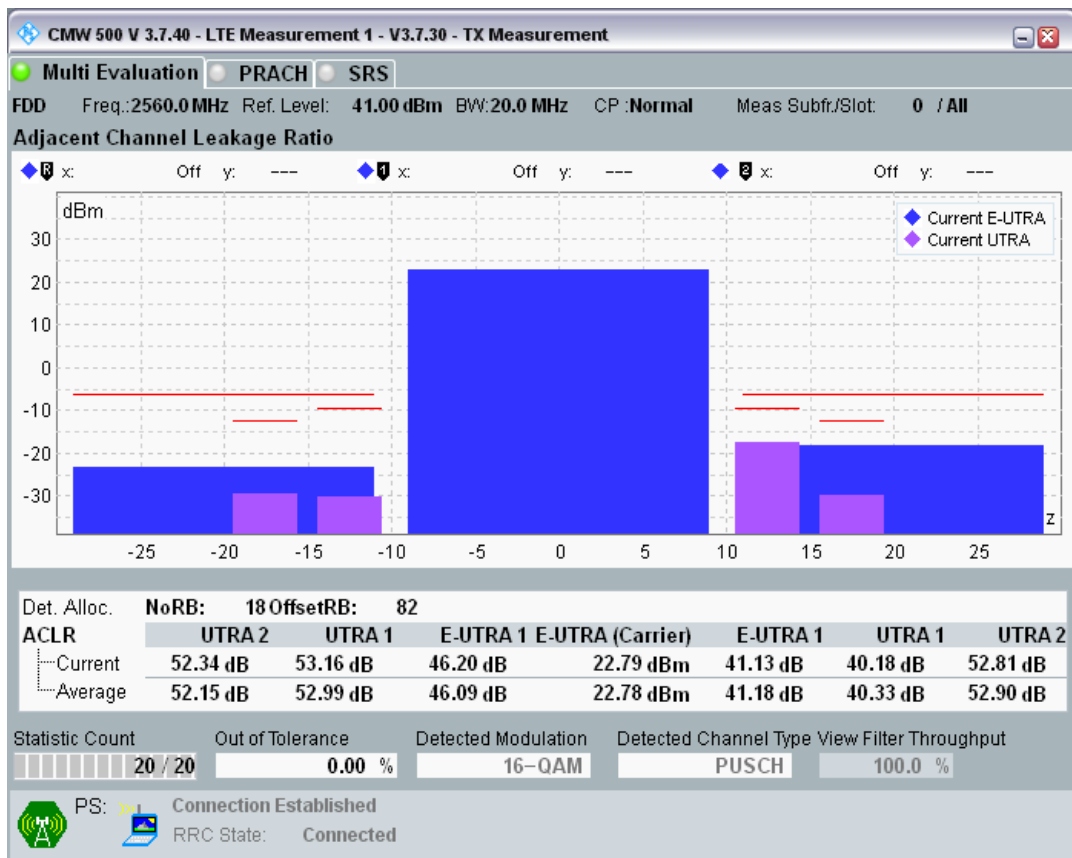 CMW 500 V 3.7.40 - LTE Measurement 1 - V3.7.30 - TX Measurement
Multi Evaluation PRACH SRS
FDD Freq.:2560.0 MHz Ref. Level: 41.00 dBm BW:20.0 MHz CP :Normal Meas Subfr./Slot: 0 / All
Adjacent Channel Leakage Ratio
R x: Off y: --- 1 x: Off y: --- 2 x: Off y: ---
dBm
Current E-UTRA
Current UTRA
30
20
10
0
-10
-20
-30
z
-25 -20 -15 -10 -5 0 5 10 15 20 25
Det. Alloc. NoRB: 18 OffsetRB: 82
ACLR UTRA 2 UTRA 1 E-UTRA 1 E-UTRA (Carrier) E-UTRA 1 UTRA 1 UTRA 2
Current 52.34 dB 53.16 dB 46.20 dB 22.79 dBm 41.13 dB 40.18 dB 52.81 dB
Average 52.15 dB 52.99 dB 46.09 dB 22.78 dBm 41.18 dB 40.33 dB 52.90 dB
Statistic Count Out of Tolerance Detected Modulation Detected Channel Type View Filter Throughput
20 / 20 0.00 % 16-QAM PUSCH 100.0 %
PS: Connection Established
RRC State: Connected